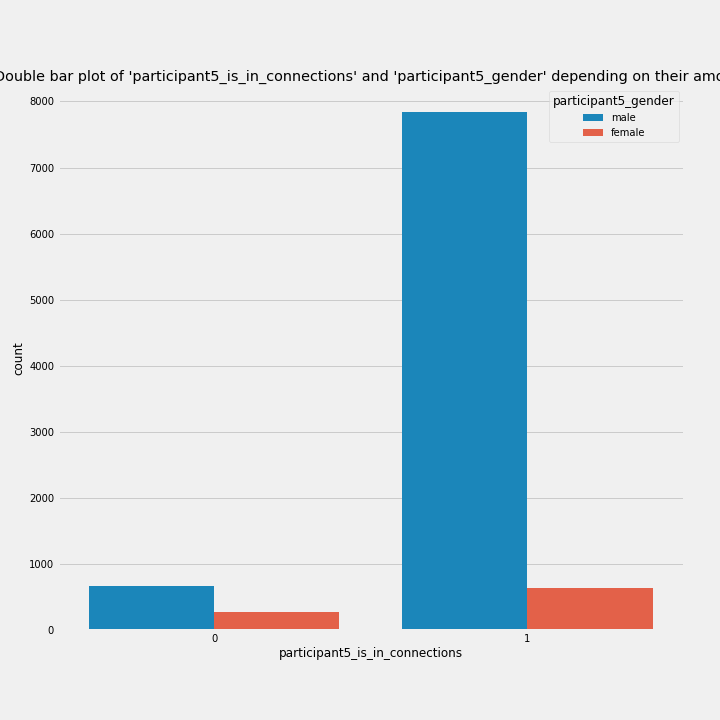 Double bar plot of 'participant5_is_in_connections' and 'participant5_gender' depending on their
participant5_gender
male
female
8000
7000
6000
5000
4000
3000
2000
1000
0
count
0
1
participant5_is_in_connections